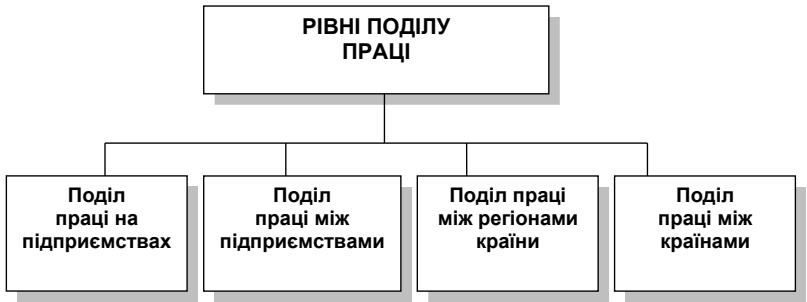 РІВНІ ПОДІЛУ
ПРАЦІ
Поділ
праці на
підприємствах
Поділ
праці між
підприємствами
Поділ праці
між регіонами
країни
Поділ
праці між
країнами